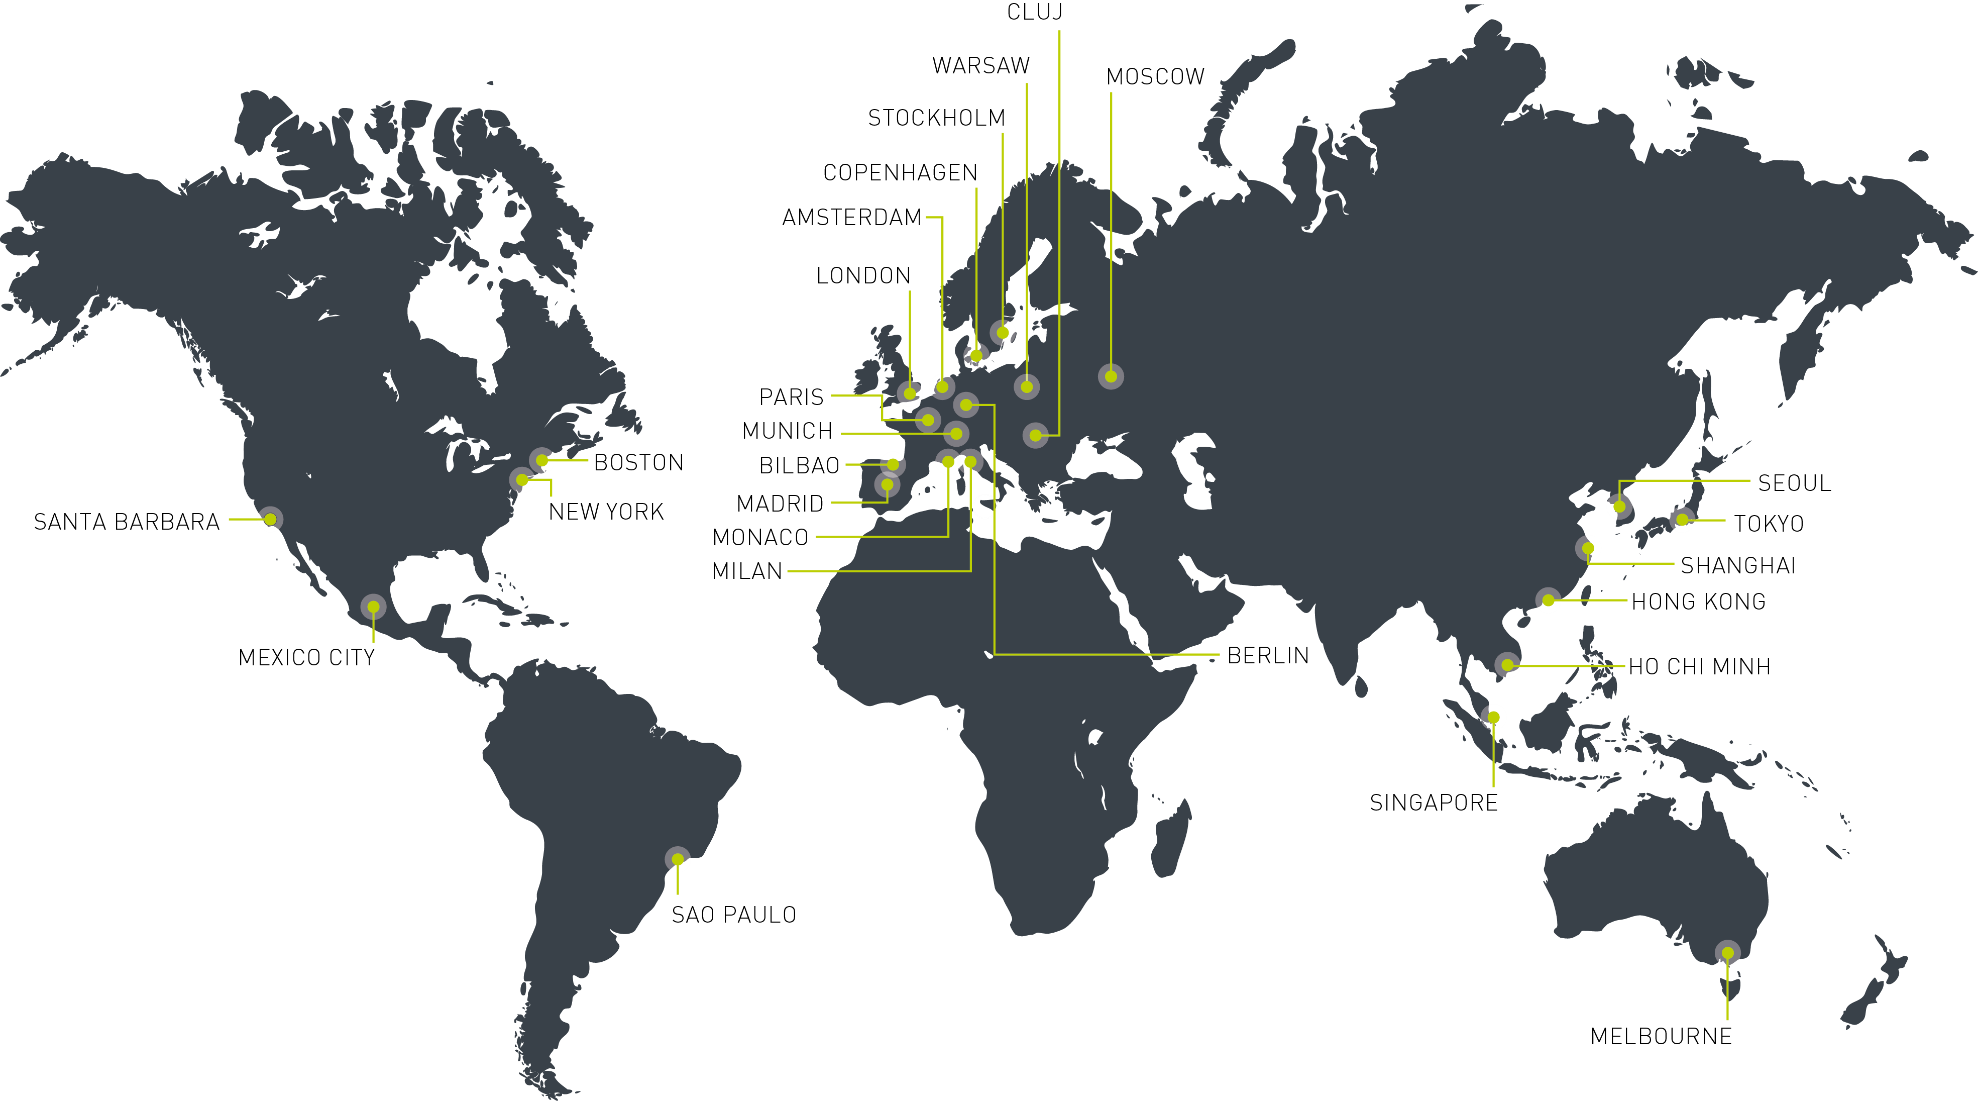 CLUJ
WARSAW
MOSCOW
STOCKHOLM
COPENHAGEN
AMSTERDAM
LONDON
PARIS
MUNICH
BILBAO
MADRID
MONACO
MILAN
BOSTON
NEW YORK
SANTA BARBARA
MEXICO CITY
SAO PAULO
BERLIN
SEOUL
TOKYO
SHANGHAI
HONG KONG
HO CHI MINH
SINGAPORE
MELBOURNE